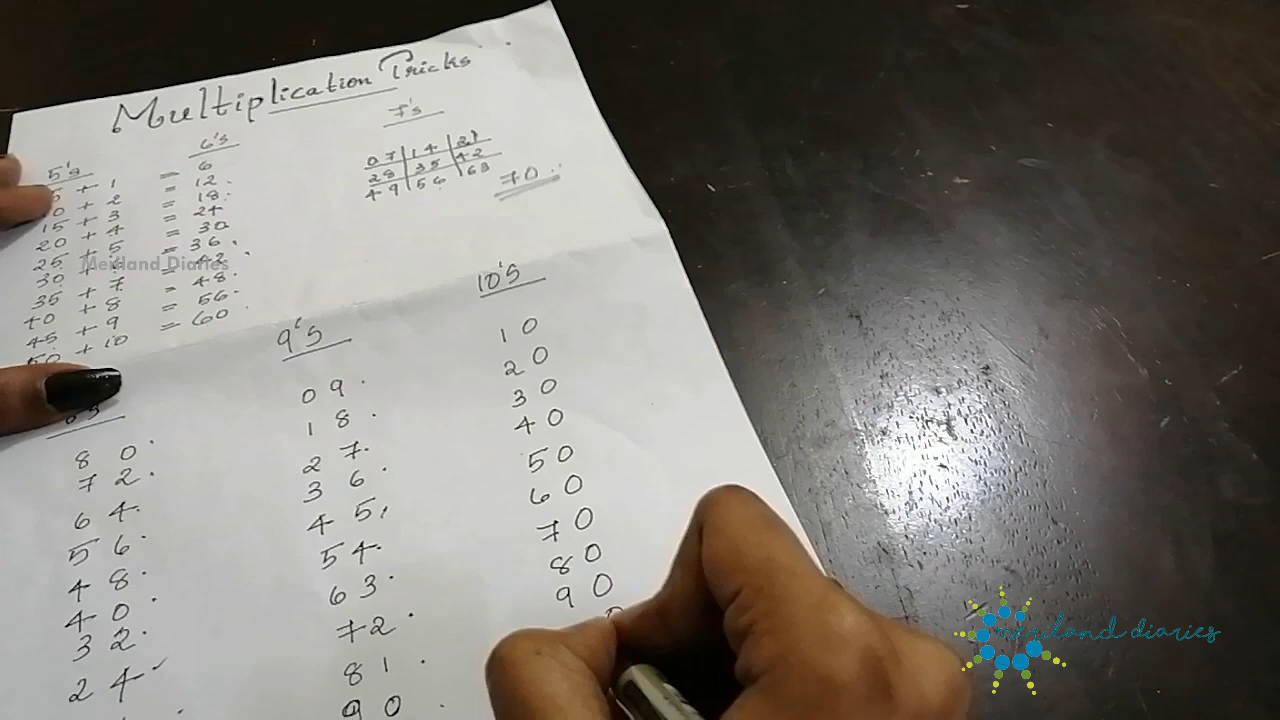 Multiplication Tricks
5's
6's
5 + 1 = 6
10 + 2 = 12
15 + 3 = 18
20 + 4 = 24
25 + 5 = 30
30 + = 36
35 + 7 = 42
40 + 8 = 48
45 + 9 = 56
50 + 10 = 60
7's
07 14 21
28 35 42
49 56 63
70
8's
80
72
64
56
48
40
32
24
9's
09
18
27
36
45
54
63
72
81
90
10's
10
20
30
40
50
60
70
80
90
Meriland Diaries
meriland diaries